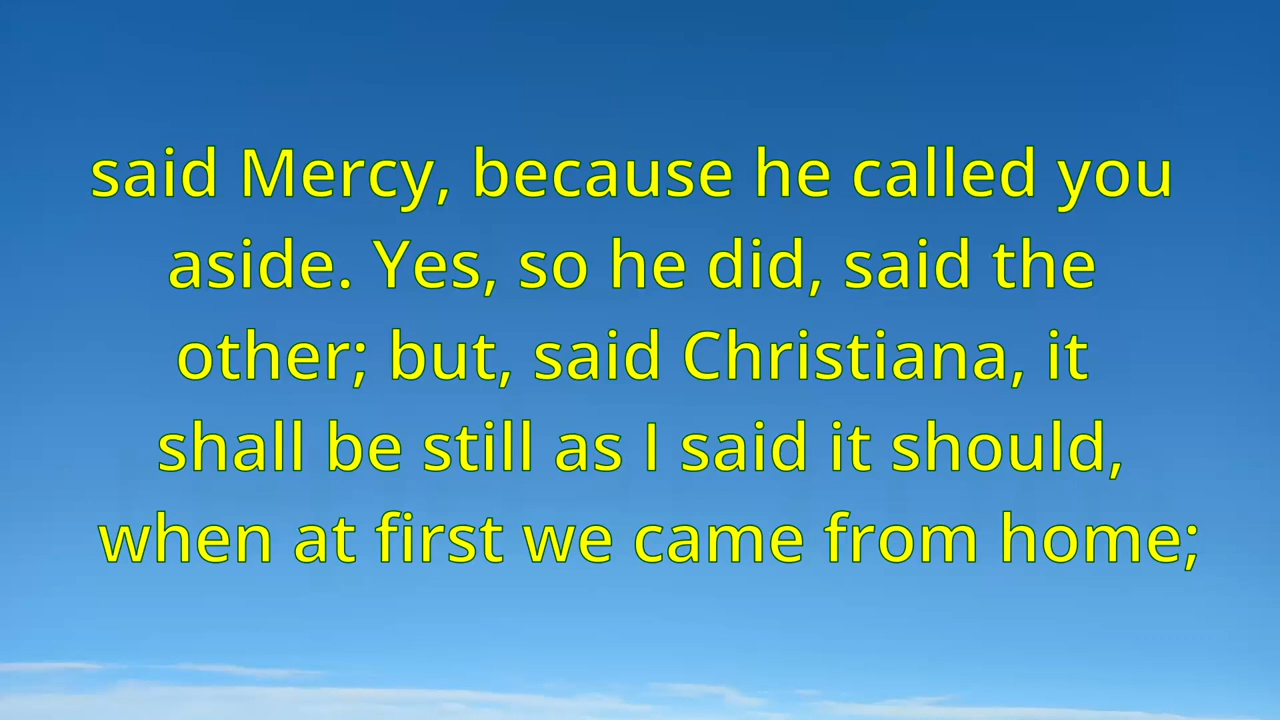 said Mercy, because he called you
aside. Yes, so he did, said the
other; but, said Christiana, it
shall be still as I said it should,
when at first we came from home;